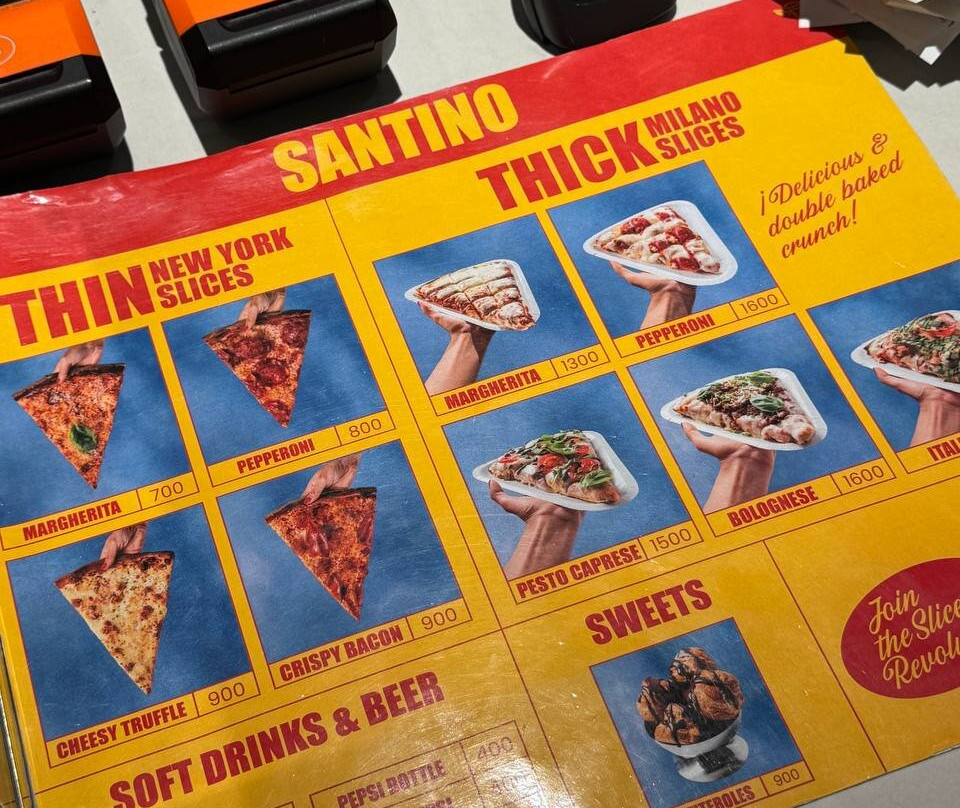 SANTINO
THIN NEW YORK
SLICES
MARGHERITA 700
PEPPERONI 800
CHEESY TRUFFLE 900
CRISPY BACON 900
THICK MILANO
SLICES
¡Delicious &
double baked
crunch!
MARGHERITA 1300
PEPPERONI 1600
PESTO CAPRESE 1500
BOLOGNESE 1600
SOFT DRINKS & BEER
PEPSI BOTTLE 400
SWEETS
900
Join
the Slice